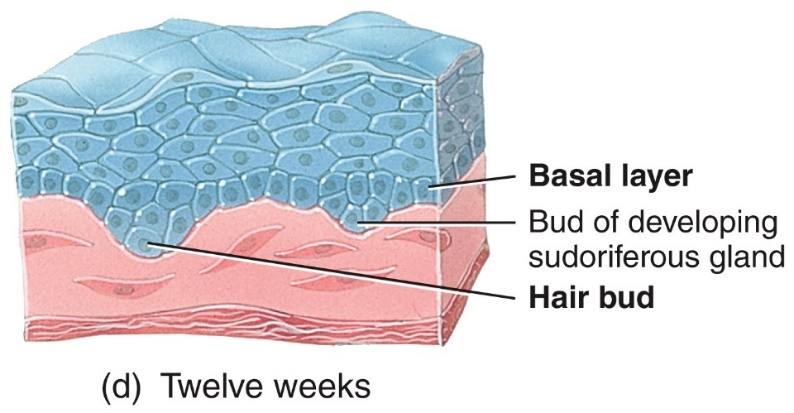 Basal layer
Bud of developing
sudoriferous gland
Hair bud
(d) Twelve weeks